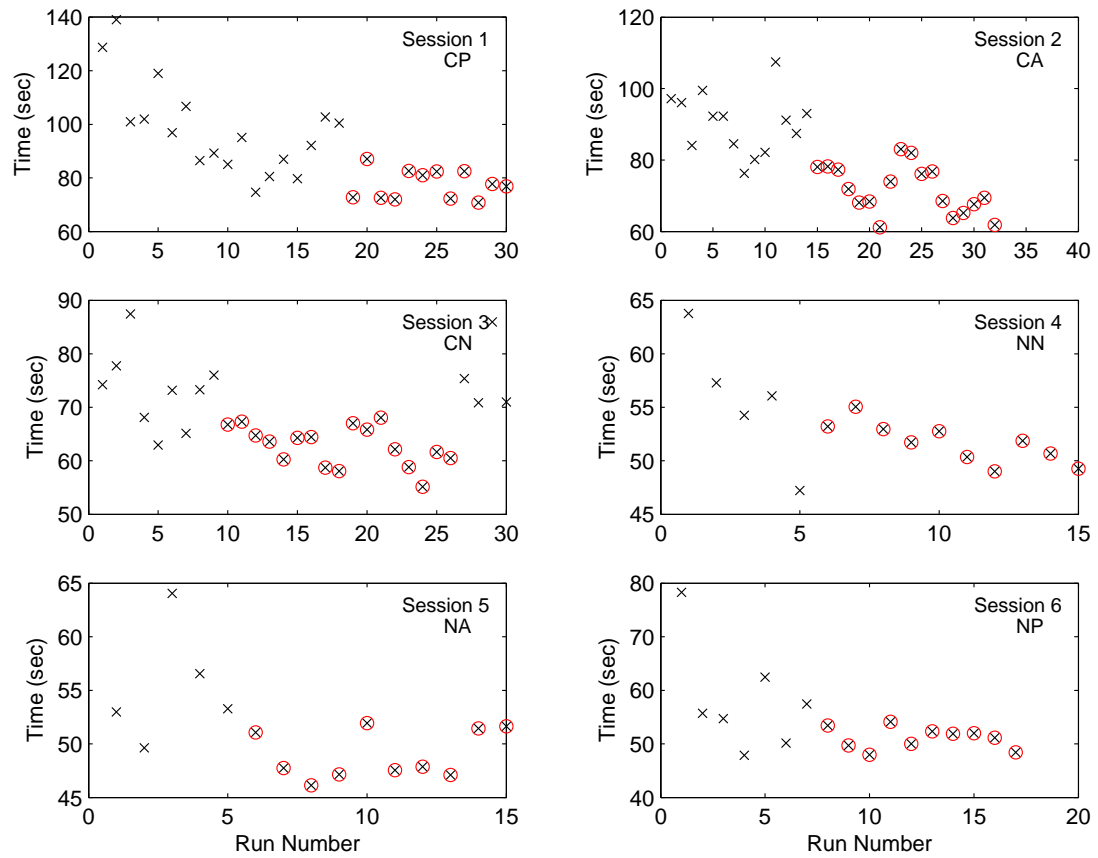 140
120
100
80
60
0 5 10 15 20 25 30
Time (sec)
Session 1
CP
120
100
80
60
0 5 10 15 20 25 30 35 40
Time (sec)
Session 2
CA
90
80
70
60
50
0 5 10 15 20 25 30
Time (sec)
Session 3
CN
65
60
55
50
45
0 5 10 15
Time (sec)
Session 4
NN
65
60
55
50
45
0 5 10 15
Time (sec)
Run Number
Session 5
NA
80
70
60
50
40
0 5 10 15 20
Time (sec)
Run Number
Session 6
NP